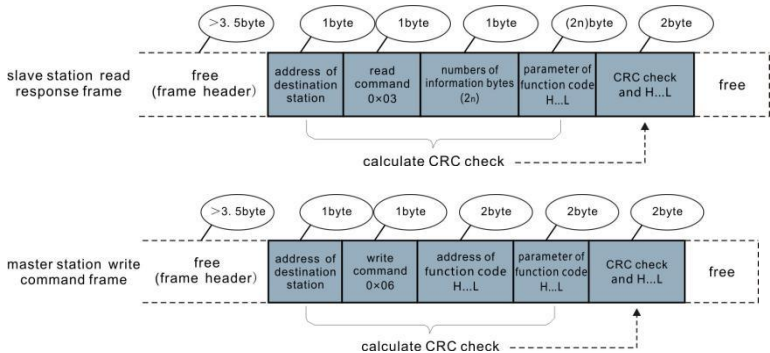 >3.5byte 1byte 1byte 1byte (2n)byte 2byte
slave station read
response frame
free
(frame header)
address of
destination
station
read
command
0×03
numbers of
information bytes
(2n)
parameter of
function code
H...L
CRC check
and H...L
free
calculate CRC check
>3.5byte 1byte 1byte 2byte 2byte 2byte
master station write
command frame
free
(frame header)
address of
destination
station
write
command
0×06
address of
function code
H...L
parameter of
function code
H...L
CRC check
and H...L
free
calculate CRC check